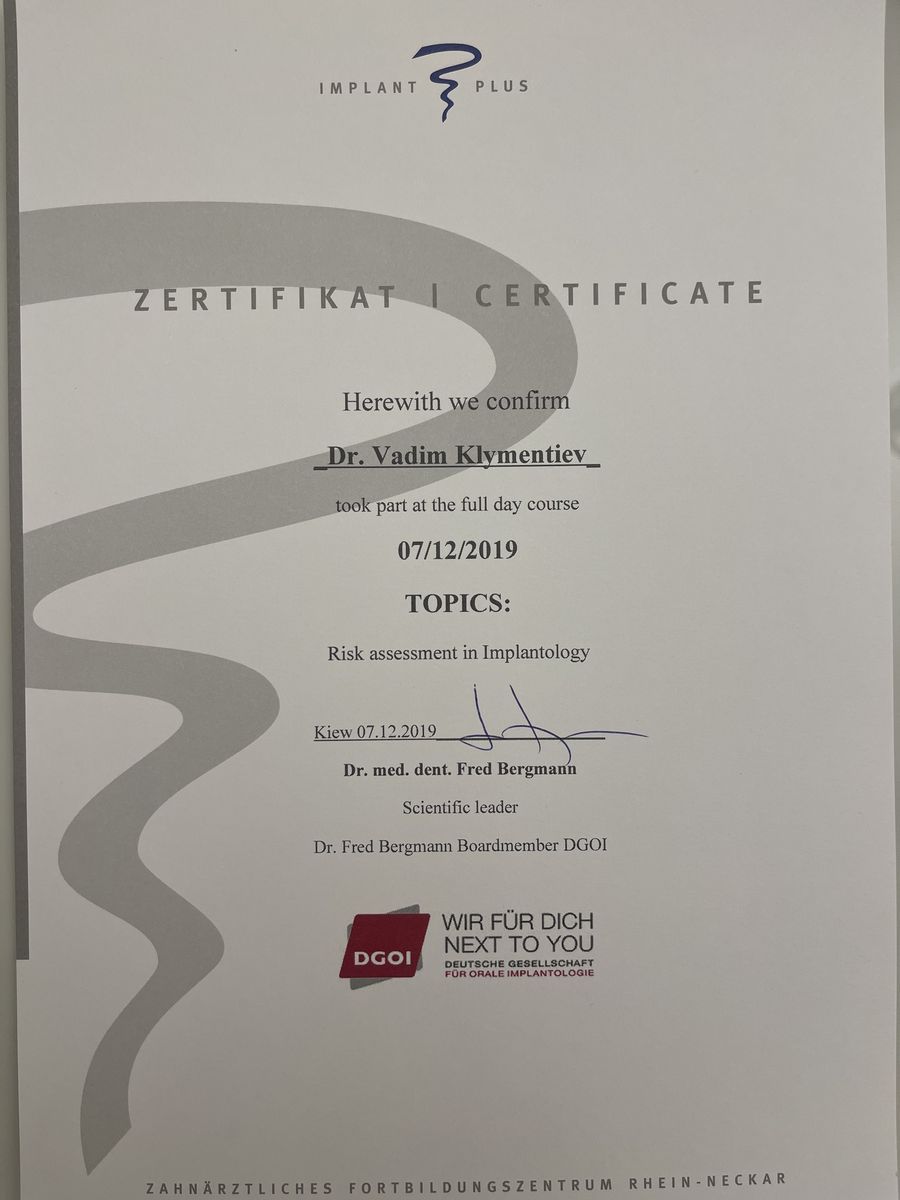 IMPLANT PLUS
ZERTIFIKAT | CERTIFICATE
Herewith we confirm
Dr. Vadim Klymentiev
took part at the full day course
07/12/2019
TOPICS:
Risk assessment in Implantology
Kiew 07.12.2019
Dr. med. dent. Fred Bergmann
Scientific leader
Dr. Fred Bergmann Boardmember DGOI
DGOI
WIR FÜR DICH
NEXT TO YOU
DEUTSCHE GESELLSCHAFT
FÜR ORALE IMPLANTOLOGIE
ZAHNÄRZTLICHES FORTBILDUNGSZENTRUM RHEIN-NECKAR